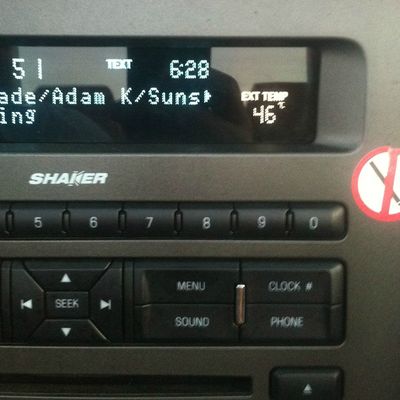 51 TEXT 6:28
ade/Adam K/Suns
EXT TEMP
ing
46°C
SHAKER
5 6 7 8 9 0
MENU CLOCK #
SEEK
SOUND PHONE